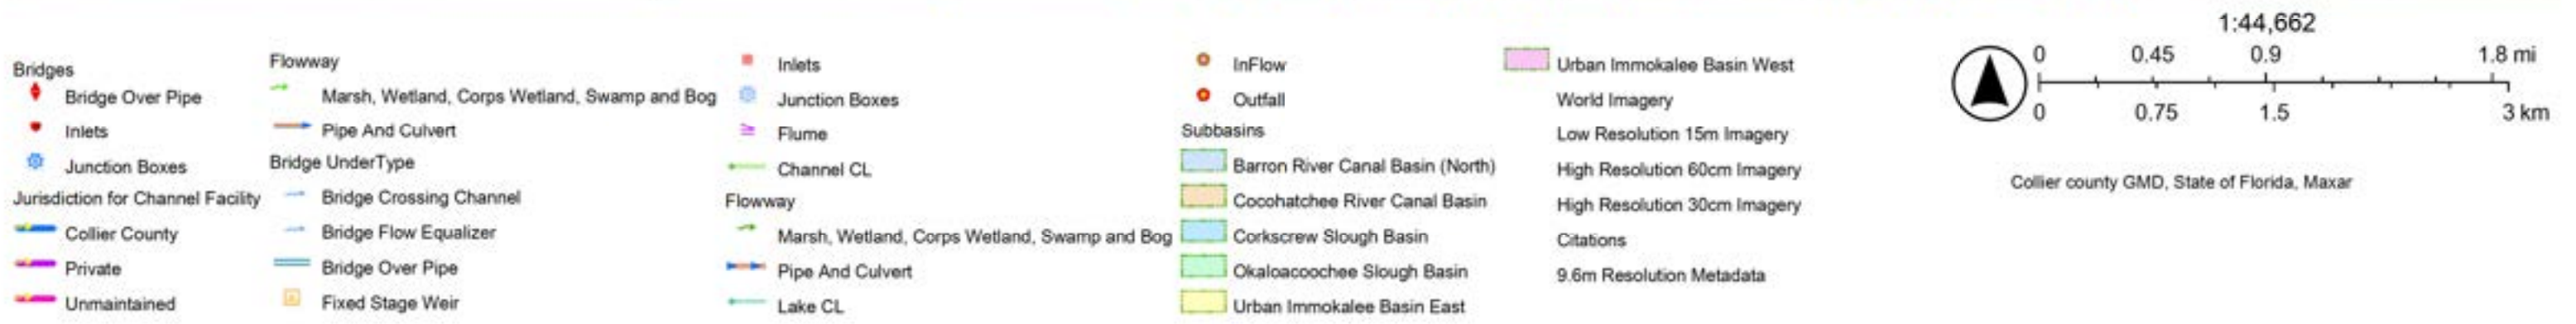 Bridges
Bridge Over Pipe
Inlets
Junction Boxes
Jurisdiction for Channel Facility
Collier County
Private
Unmaintained
Flowway
Marsh, Wetland, Corps Wetland, Swamp and Bog
Pipe And Culvert
Bridge UnderType
Bridge Crossing Channel
Bridge Flow Equalizer
Bridge Over Pipe
Fixed Stage Weir
Inlets
Junction Boxes
Flume
Channel CL
Flowway
Marsh, Wetland, Corps Wetland, Swamp and Bog
Pipe And Culvert
Lake CL
InFlow
Outfall
Subbasins
Barron River Canal Basin (North)
Cocohatchee River Canal Basin
Corkscrew Slough Basin
Okaloacoochee Slough Basin
Urban Immokalee Basin East
Urban Immokalee Basin West
World Imagery
Low Resolution 15m Imagery
High Resolution 60cm Imagery
High Resolution 30cm Imagery
Citations
9.6m Resolution Metadata
1:44,662
0 0.45 0.9 1.8 mi
0 0.75 1.5 3 km
Collier county GMD, State of Florida, Maxar